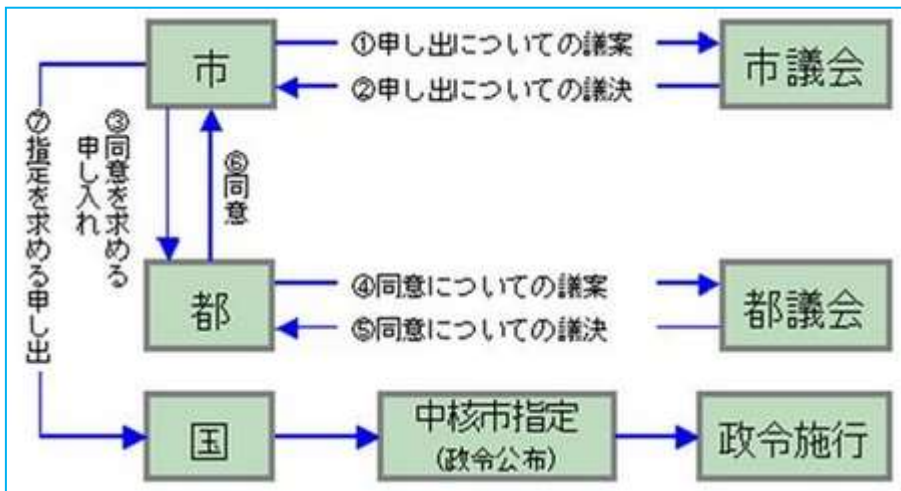 市
①申し出についての議案
②申し出についての議決
市議会
⑦指定を求める申し出
③同意を求める
申し入れ
⑥同意
都
④同意についての議案
⑤同意についての議決
都議会
国
中核市指定
(政令公布)
政令施行